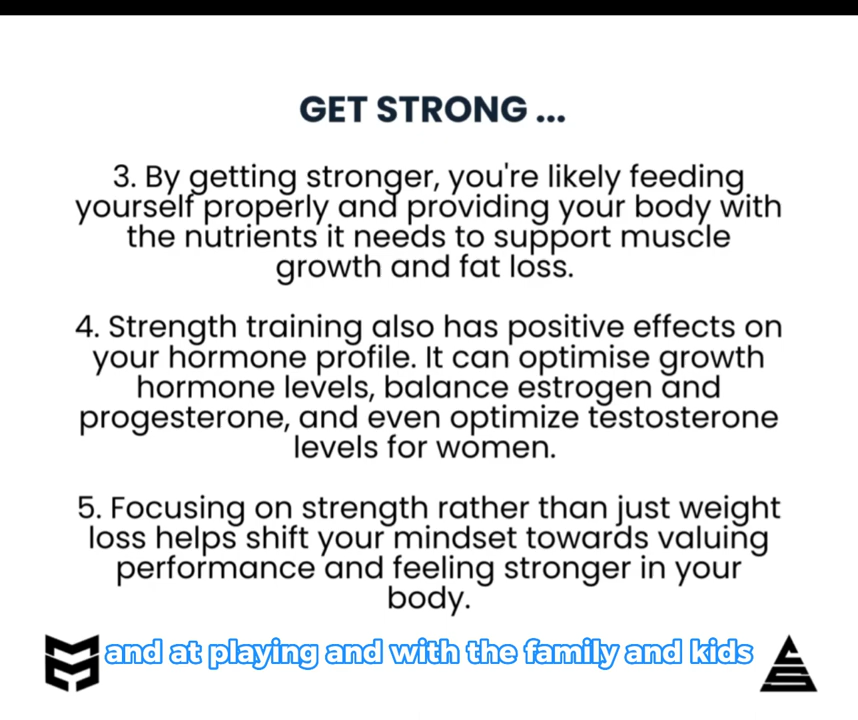 GET STRONG ...
3. By getting stronger, you're likely feeding
yourself properly and providing your body with
the nutrients it needs to support muscle
growth and fat loss.
4. Strength training also has positive effects on
your hormone profile. It can optimise growth
hormone levels, balance estrogen and
progesterone, and even optimize testosterone
levels for women.
5. Focusing on strength rather than just weight
loss helps shift your mindset towards valuing
performance and feeling stronger in your
body.
and at playing and with the family and kids